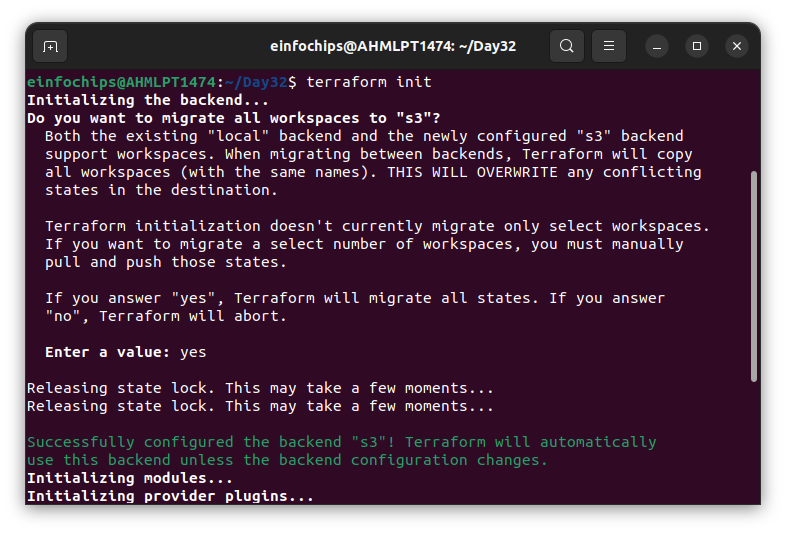 einfochips@AHMLPT1474: ~/Day32
einfochips@AHMLPT1474:~/Day32$ terraform init
Initializing the backend...
Do you want to migrate all workspaces to "s3"?
  Both the existing "local" backend and the newly configured "s3" backend
  support workspaces. When migrating between backends, Terraform will copy
  all workspaces (with the same names). THIS WILL OVERWRITE any conflicting
  states in the destination.

  Terraform initialization doesn't currently migrate only select workspaces.
  If you want to migrate a select number of workspaces, you must manually
  pull and push those states.

  If you answer "yes", Terraform will migrate all states. If you answer
  "no", Terraform will abort.

  Enter a value: yes

Releasing state lock. This may take a few moments...
Releasing state lock. This may take a few moments...

Successfully configured the backend "s3"! Terraform will automatically
use this backend unless the backend configuration changes.
Initializing modules...
Initializing provider plugins...